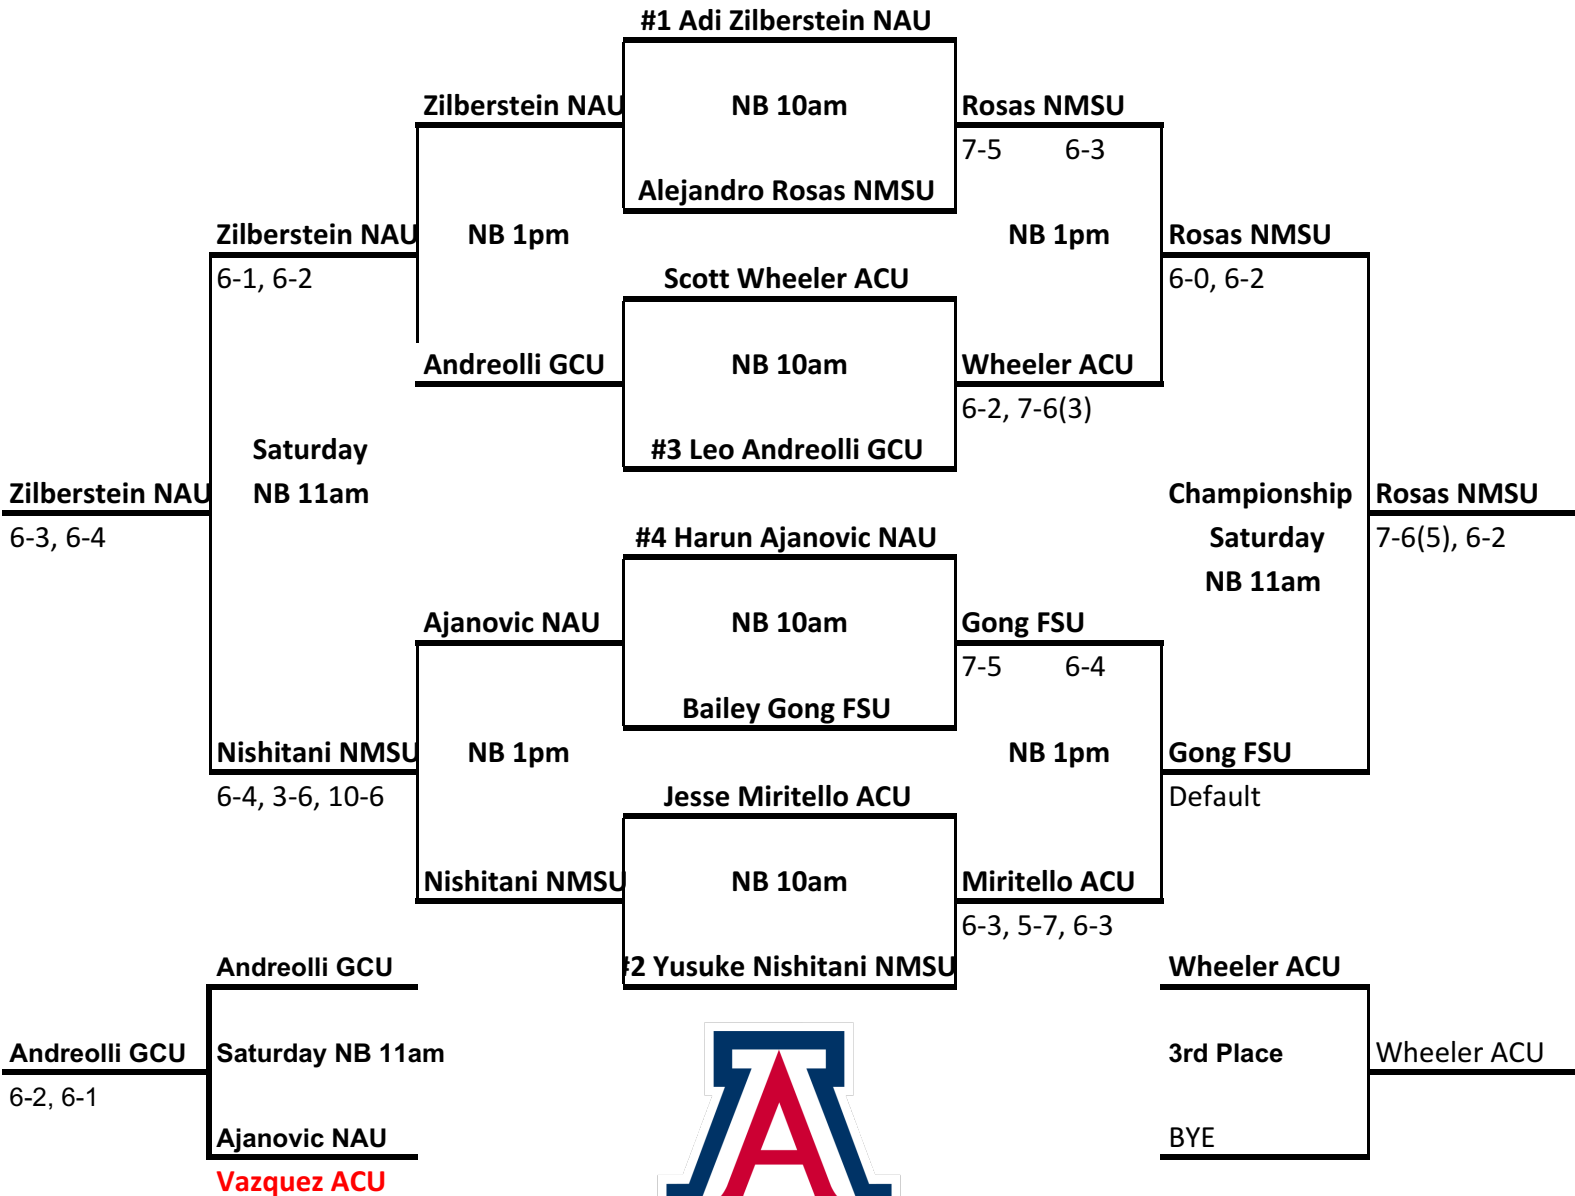 #1 Adi Zilberstein NAU
Zilberstein NAU NB 10am Rosas NMSU
7-5 6-3
Alejandro Rosas NMSU
Zilberstein NAU NB 1pm NB 1pm Rosas NMSU
6-1, 6-2 Scott Wheeler ACU 6-0, 6-2
Andreolli GCU NB 10am Wheeler ACU
6-2, 7-6(3)
Saturday #3 Leo Andreolli GCU
Zilberstein NAU NB 11am Championship Rosas NMSU
6-3, 6-4 #4 Harun Ajanovic NAU Saturday 7-6(5), 6-2
NB 11am
Ajanovic NAU NB 10am Gong FSU
7-5 6-4
Bailey Gong FSU
Nishitani NMSU NB 1pm NB 1pm Gong FSU
6-4, 3-6, 10-6 Jesse Miritello ACU Default
Nishitani NMSU NB 10am Miritello ACU
6-3, 5-7, 6-3
Andreolli GCU #2 Yusuke Nishitani NMSU Wheeler ACU
Andreolli GCU Saturday NB 11am 3rd Place Wheeler ACU
6-2, 6-1
Ajanovic NAU BYE
Vazquez ACU
A